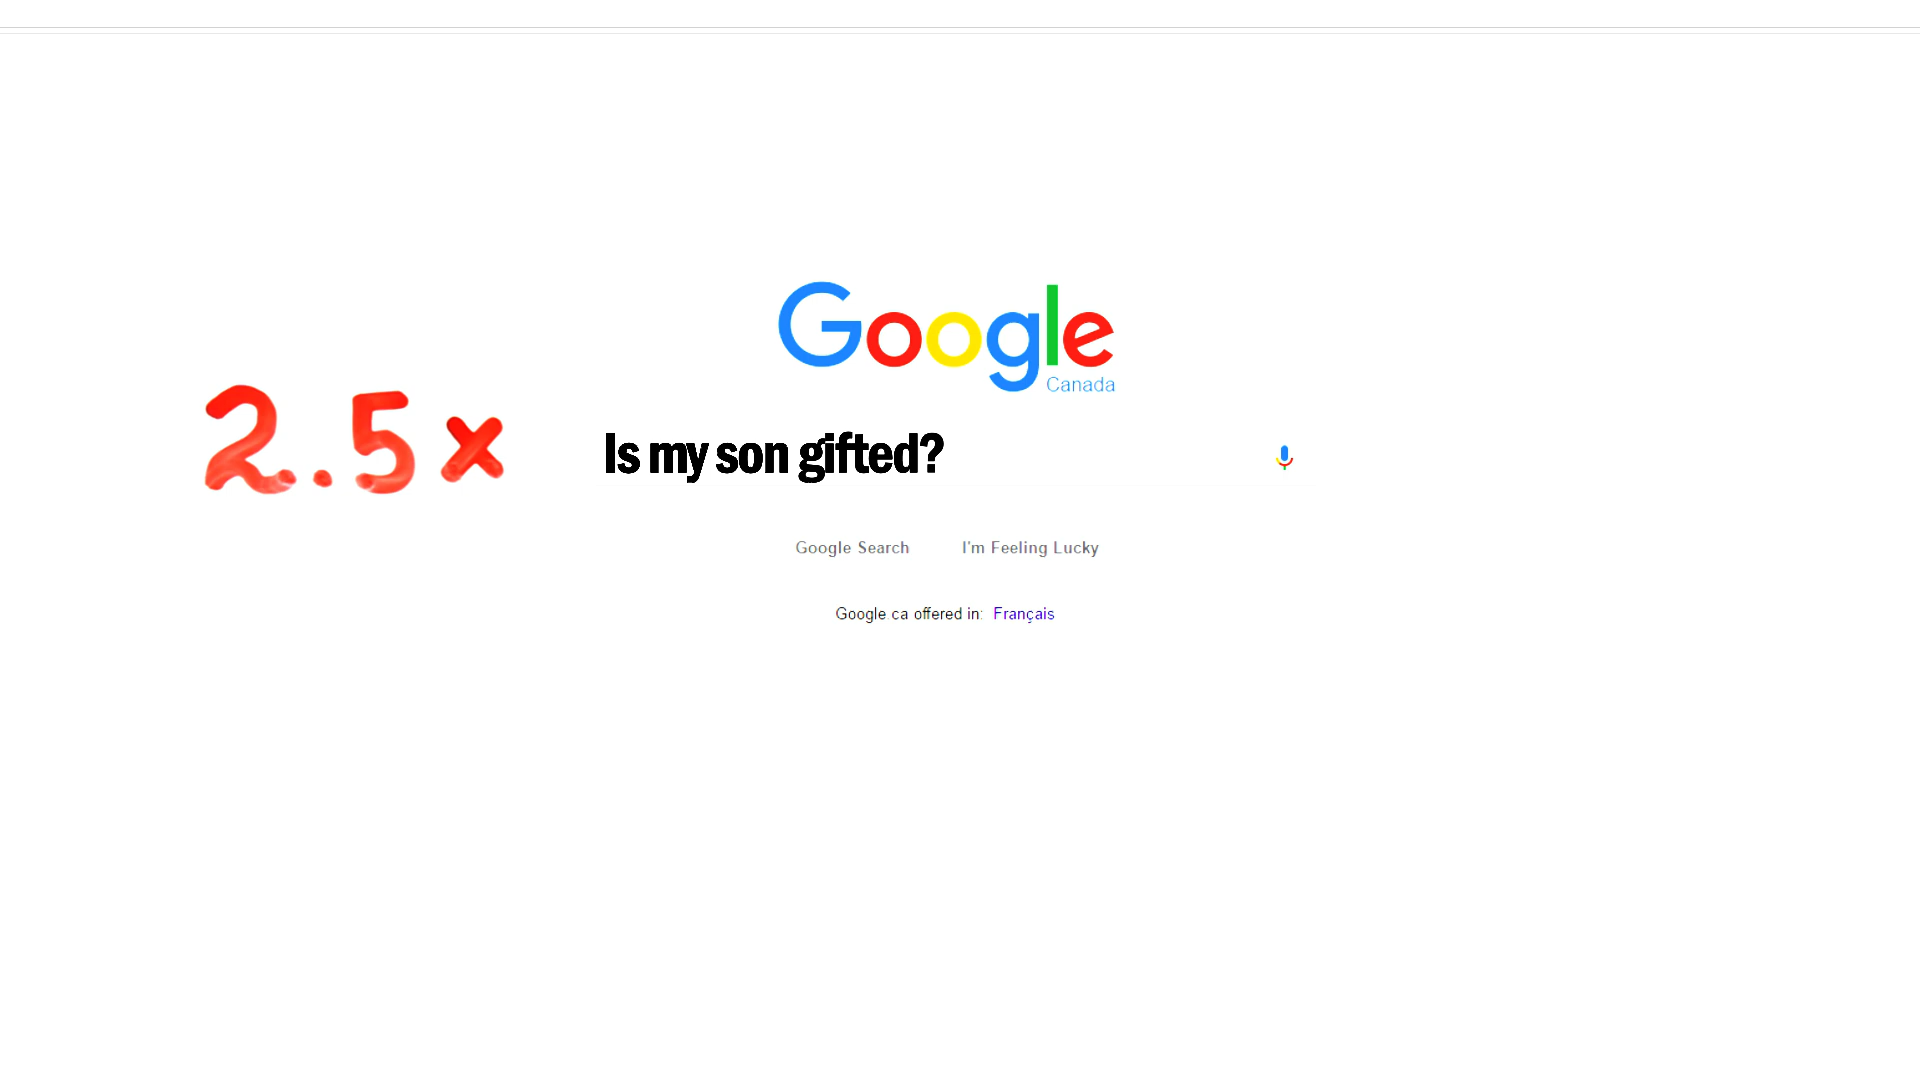 Google
Canada
2.5x Is my son gifted?
Google Search I'm Feeling Lucky
Google ca offered in: Français